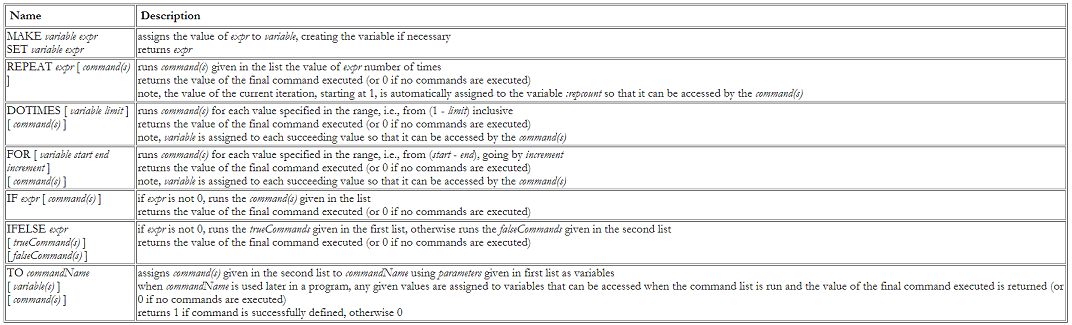 Name Description
MAKE variable expr assigns the value of expr to variable, creating the variable if necessary
SET variable expr returns expr
REPEAT expr [ command(s) runs command(s) given in the list the value of expr number of times
] returns the value of the final command executed (or 0 if no commands are executed)
note, the value of the current iteration, starting at 1, is automatically assigned to the variable :repcount so that it can be accessed by the command(s)
DOTIMES [ variable limit ] runs command(s) for each value specified in the range, i.e., from (1 - limit) inclusive
[ command(s) ] returns the value of the final command executed (or 0 if no commands are executed)
note, variable is assigned to each succeeding value so that it can be accessed by the command(s)
FOR [ variable start end runs command(s) for each value specified in the range, i.e., from (start - end), going by increment
increment ] returns the value of the final command executed (or 0 if no commands are executed)
[ command(s) ] note, variable is assigned to each succeeding value so that it can be accessed by the command(s)
IF expr [ command(s) ] if expr is not 0, runs the command(s) given in the list
returns the value of the final command executed (or 0 if no commands are executed)
IFELSE expr if expr is not 0, runs the trueCommands given in the first list, otherwise runs the falseCommands given in the second list
[ trueCommand(s) ] returns the value of the final command executed (or 0 if no commands are executed)
[ falseCommand(s) ]
TO commandName assigns command(s) given in the second list to commandName using parameters given in first list as variables
[ variable(s) ] when commandName is used later in a program, any given values are assigned to variables that can be accessed when the command list is run and the value of the final command executed is returned (or
[ command(s) ] 0 if no commands are executed)
returns 1 if command is successfully defined, otherwise 0